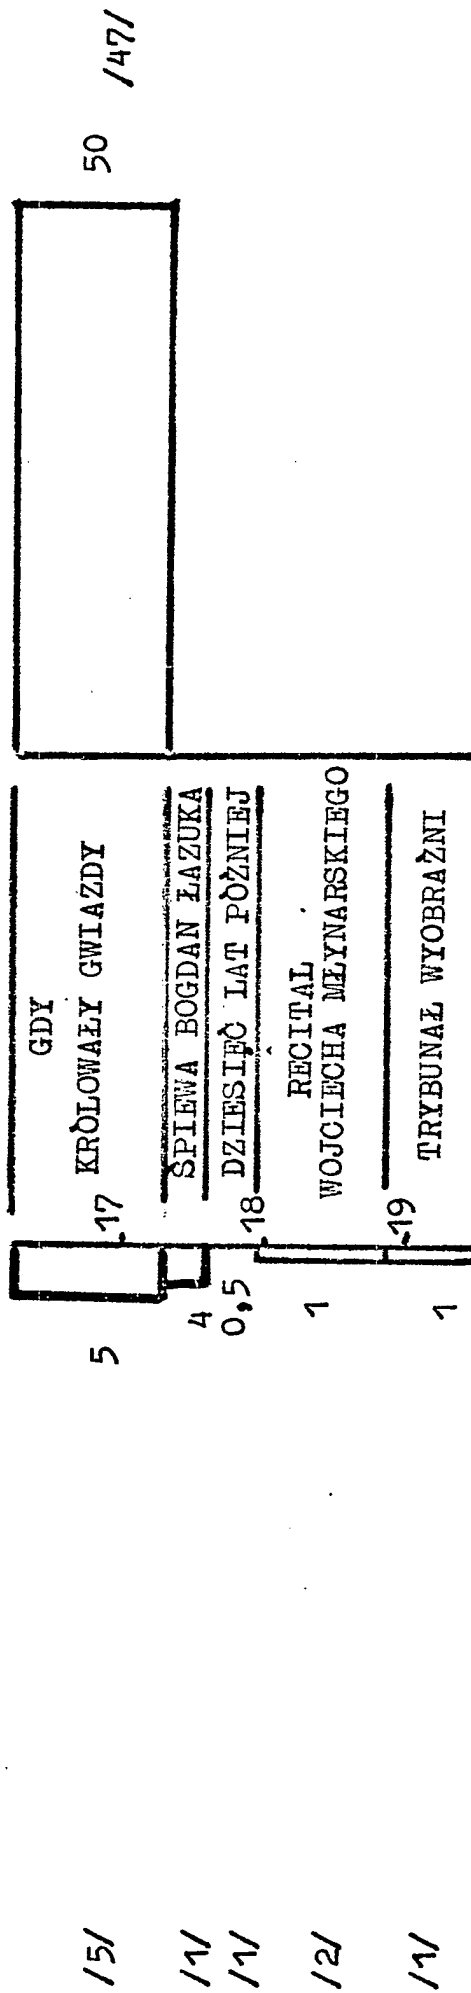 GDY
/5/ 5 17 KRÓLOWAŁY GWIAZDY 50 /47/
/1/ 4 ŚPIEWA BOGDAN ŁAZUKA
/1/ 0,5 DZIESIĘĆ LAT PÓŹNIEJ
18
RECITAL
/2/ 1 WOJCIECHA MŁYNARSKIEGO
19
/1/ 1 TRYBUNAŁ WYOBRAŹNI